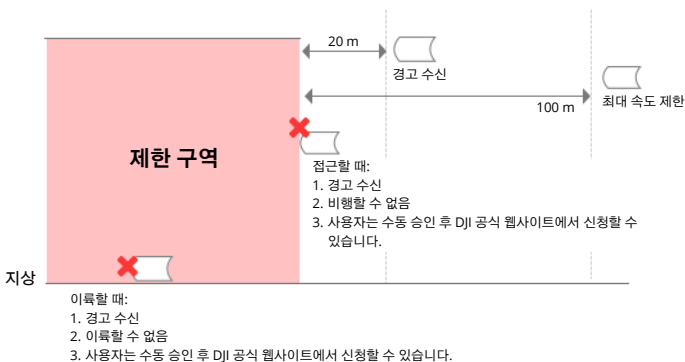 20 m
경고 수신
100 m
최대 속도 제한
제한 구역
접근할 때:
1. 경고 수신
2. 비행할 수 없음
3. 사용자는 수동 승인 후 DJI 공식 웹사이트에서 신청할 수
있습니다.
지상
이륙할 때:
1. 경고 수신
2. 이륙할 수 없음
3. 사용자는 수동 승인 후 DJI 공식 웹사이트에서 신청할 수 있습니다.